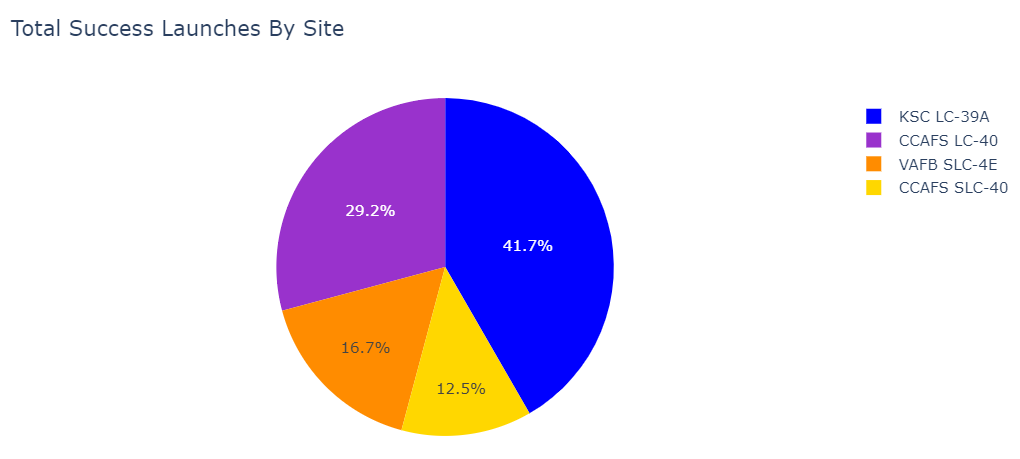 Total Success Launches By Site
KSC LC-39A
CCAFS LC-40
VAFB SLC-4E
CCAFS SLC-40
29.2%
41.7%
16.7%
12.5%